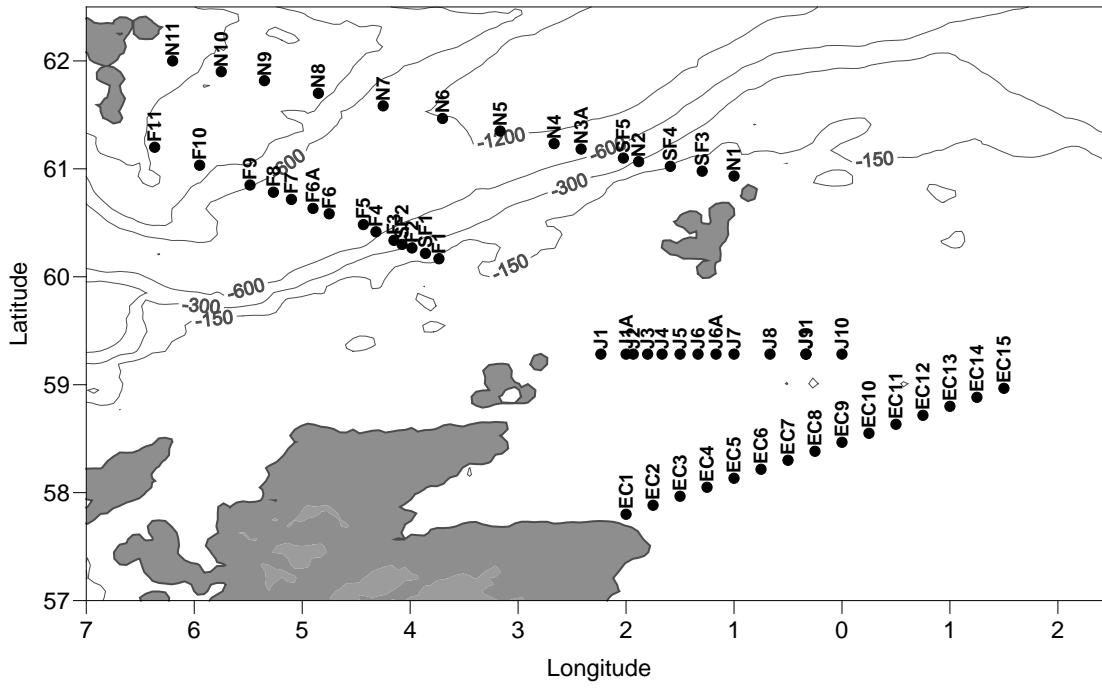 62
61
60
59
58
57
Latitude
7
6
5
4
3
2
1
0
1
2
Longitude
N11
N10
N9
N8
N7
N6
N5
N4
N3A
SF5
N2
SF4
SF3
N1
F11
F10
F9
F8
F7
F6A
F6
F5
F4
F3
SF2
F2
SF1
F1
-1200
-600
-300
-600
-150
-150
-600
-300
-150
J1
J1A
J2
J3
J4
J5
J6
J6A
J7
J8
J9
J10
EC1
EC2
EC3
EC4
EC5
EC6
EC7
EC8
EC9
EC10
EC11
EC12
EC13
EC14
EC15